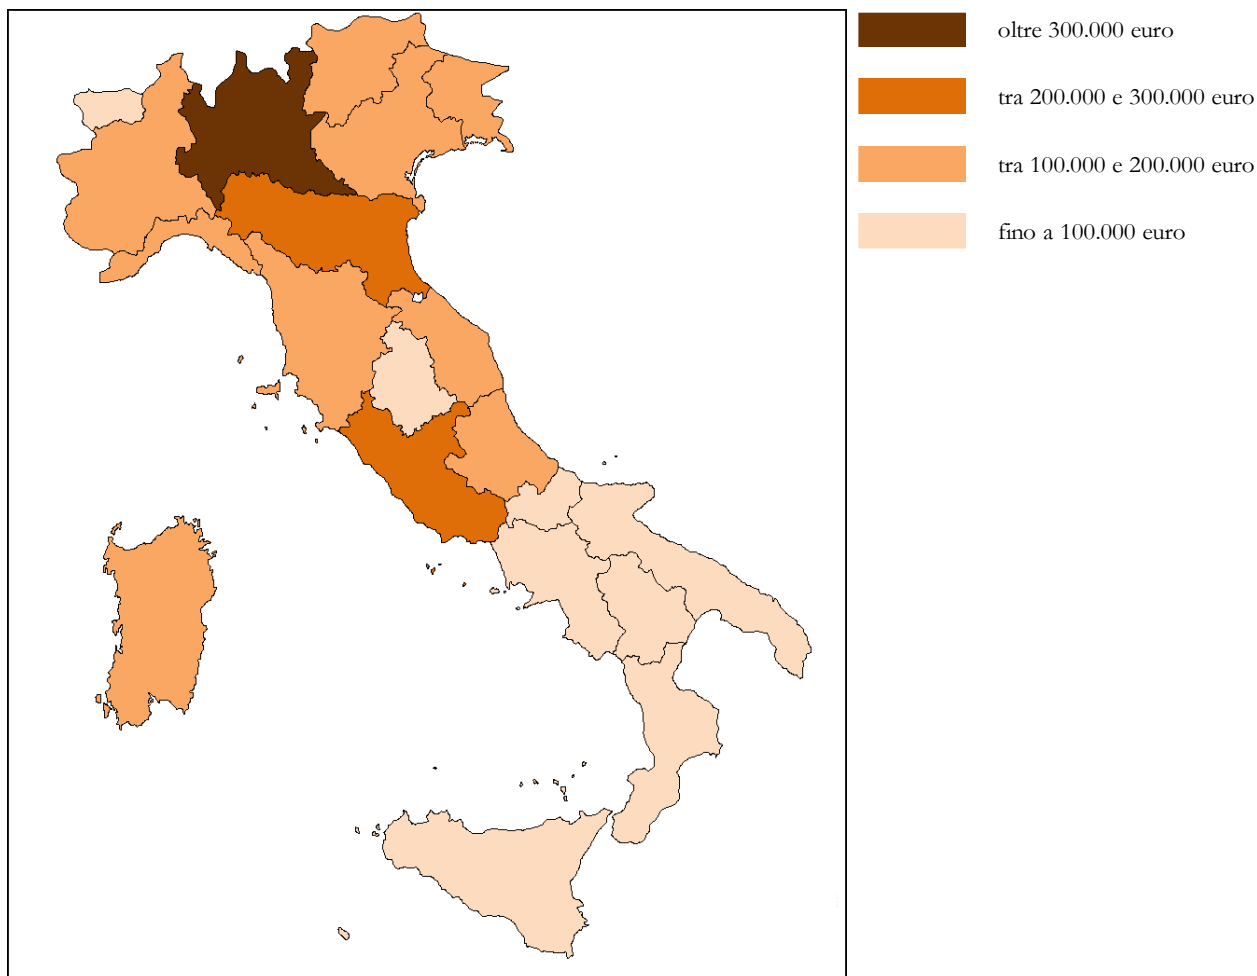 oltre 300.000 euro
tra 200.000 e 300.000 euro
tra 100.000 e 200.000 euro
fino a 100.000 euro